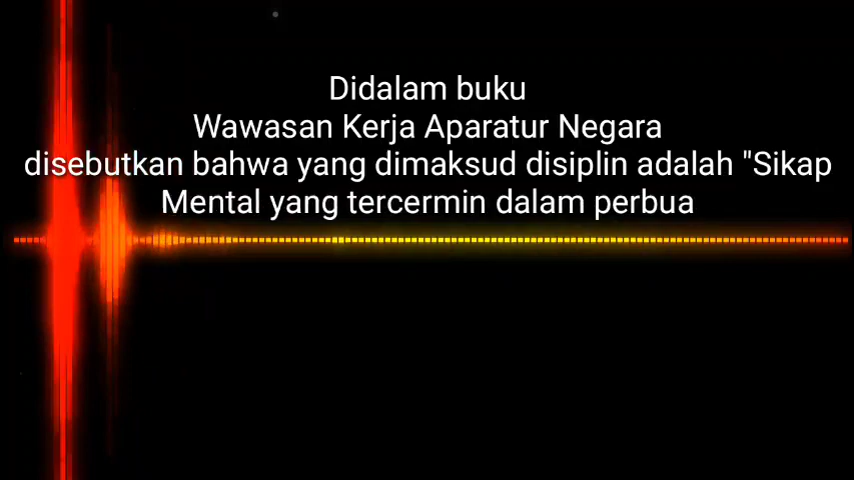 Didalam buku
Wawasan Kerja Aparatur Negara
disebutkan bahwa yang dimaksud disiplin adalah "Sikap
Mental yang tercermin dalam perbua